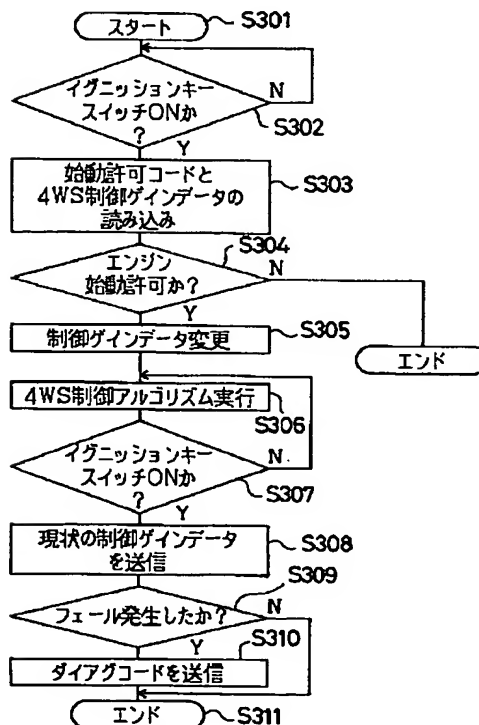 スタート
S301
イグニッションキー
スイッチONか
?
N
S302
Y
始動許可コードと
4WS制御ゲインデータの
読み込み
S303
S304
エンジン
始動許可か?
N
Y
制御ゲインデータ変更
S305
エンド
4WS制御アルゴリズム実行
S306
イグニッションキー
スイッチONか
?
N
S307
Y
現状の制御ゲインデータ
を送信
S308
S309
フェール発生したか?
N
Y
S310
ダイアグコードを送信
エンド
S311